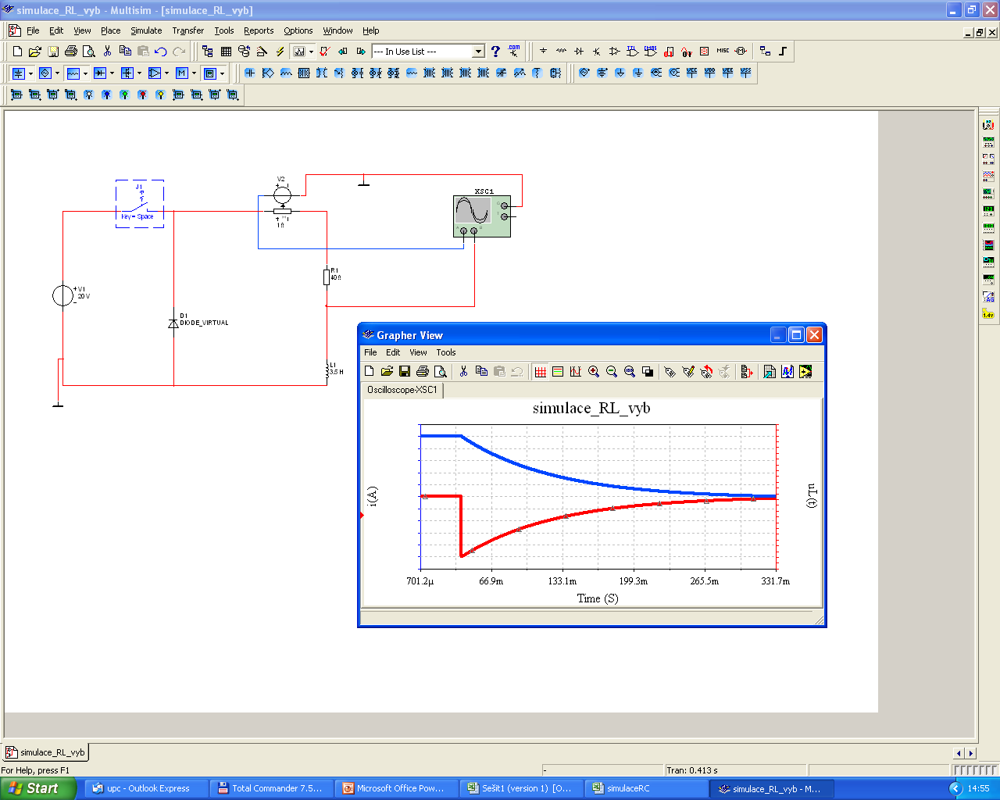 simulace_RL_vyb - Multisim - [simulace_RL_vyb]
File Edit View Place Simulate Transfer Tools Reports Options Window Help
--- In Use List ---
J1
Key = Space
V2
XSC1
1Ω
R1
40Ω
V1
20 V
D1
DIODE_VIRTUAL
L1
3.5 H
Grapher View
File Edit View Tools
Oscilloscope-XSC1
simulace_RL_vyb
i(A)
uL(t)
701.2µ 66.9m 133.1m 199.3m 265.5m 331.7m
Time (S)
simulace_RL_vyb
For Help, press F1
-
Tran: 0.413 s
Start
upc - Outlook Express
Total Commander 7.5...
Microsoft Office Pow...
Sešit1 (version 1) [O...
simulaceRC
simulace_RL_vyb - M...
14:55